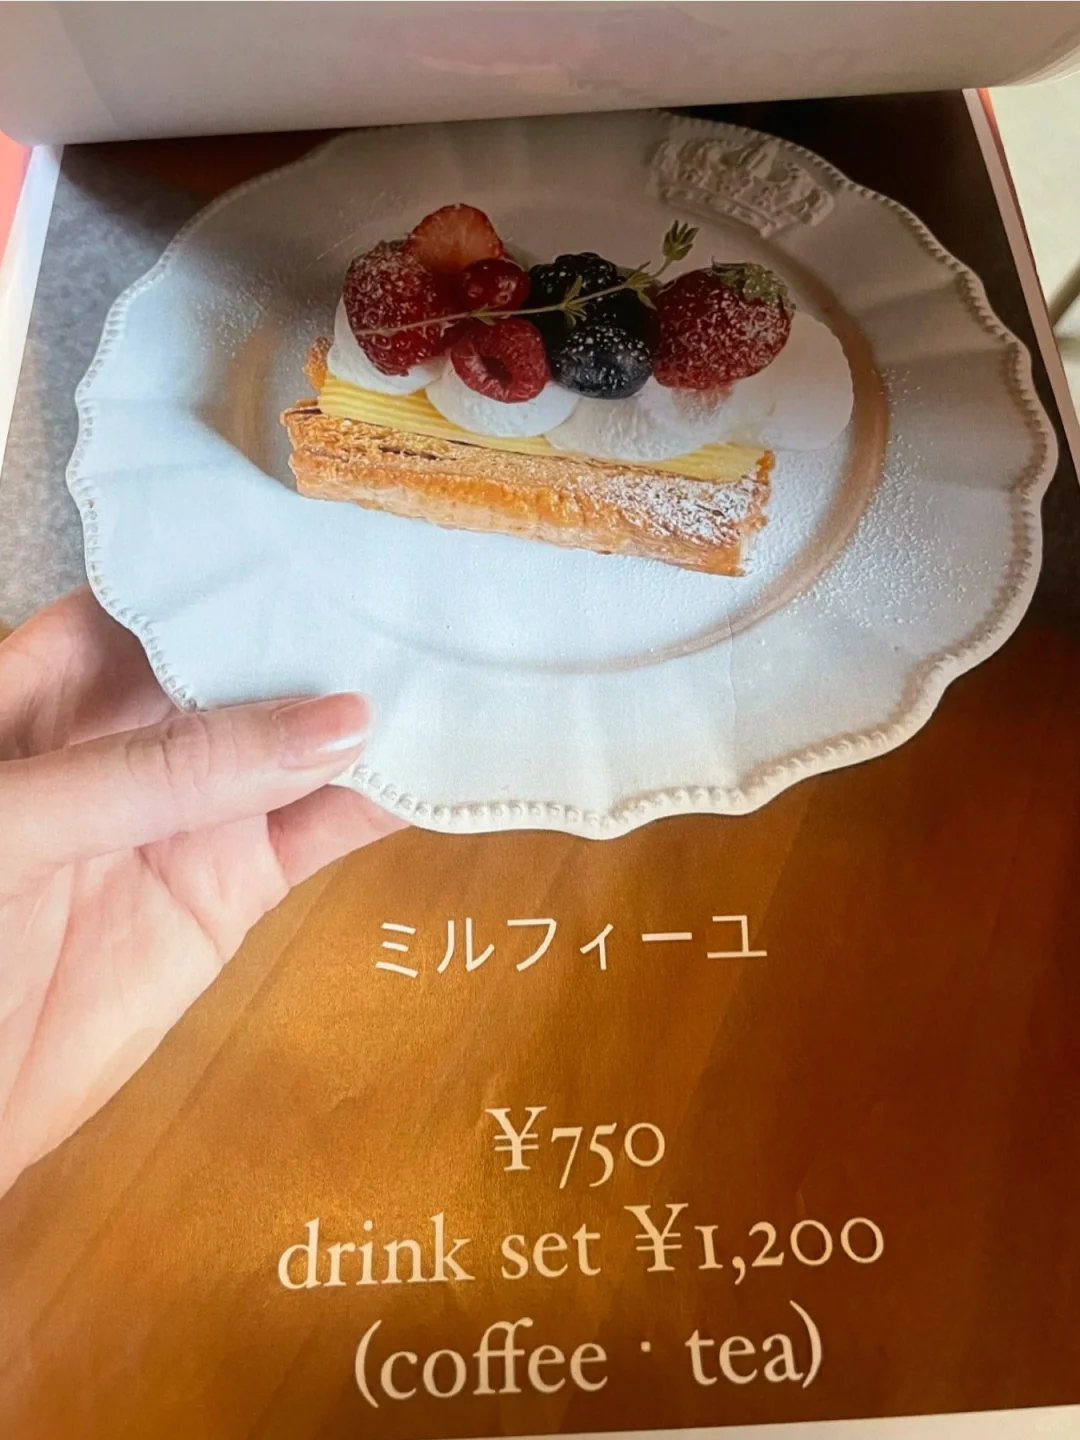 ミルフィーユ
¥750
drink set ¥1,200
(coffee・tea)